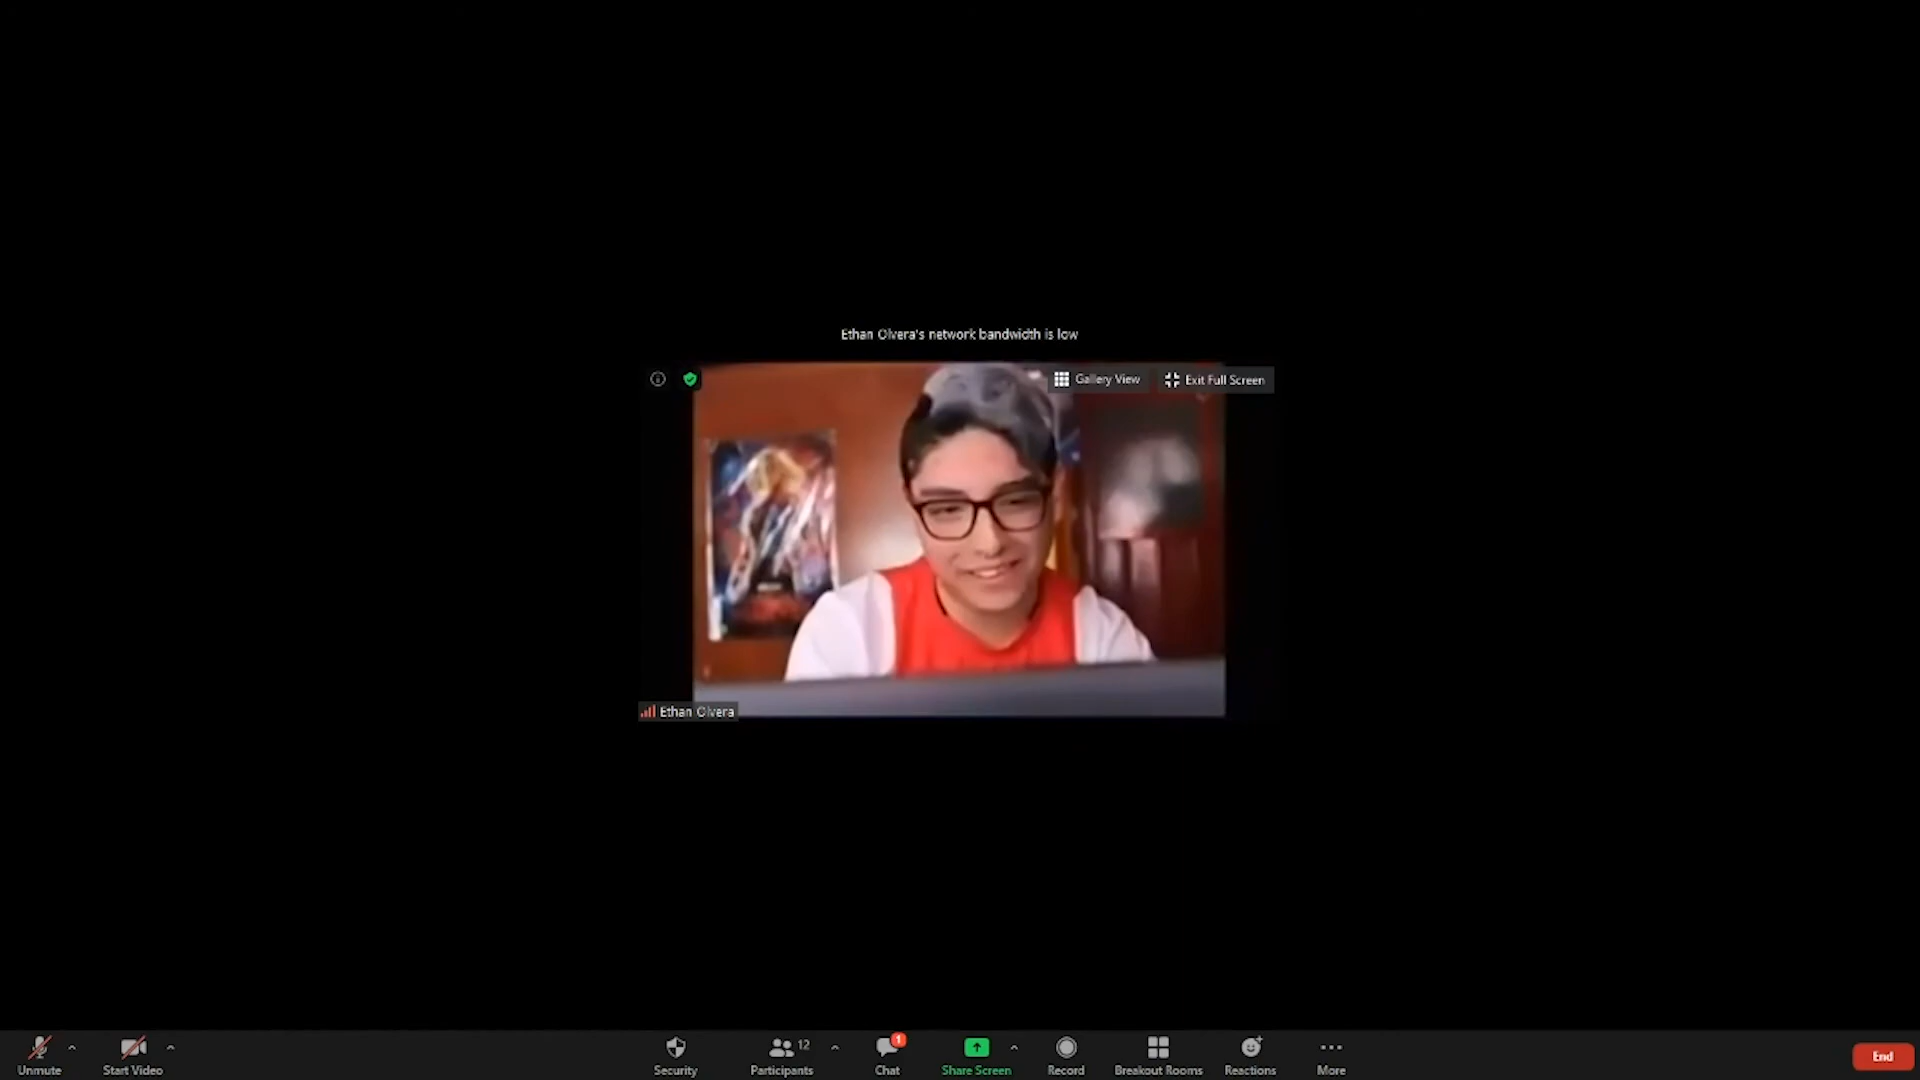 Ethan Olvera's network bandwidth is low
Gallery View
Exit Full Screen
Ethan Olvera
Unmute
Start Video
Security
12
Participants
1
Chat
Share Screen
Record
Breakout Rooms
Reactions
More
End